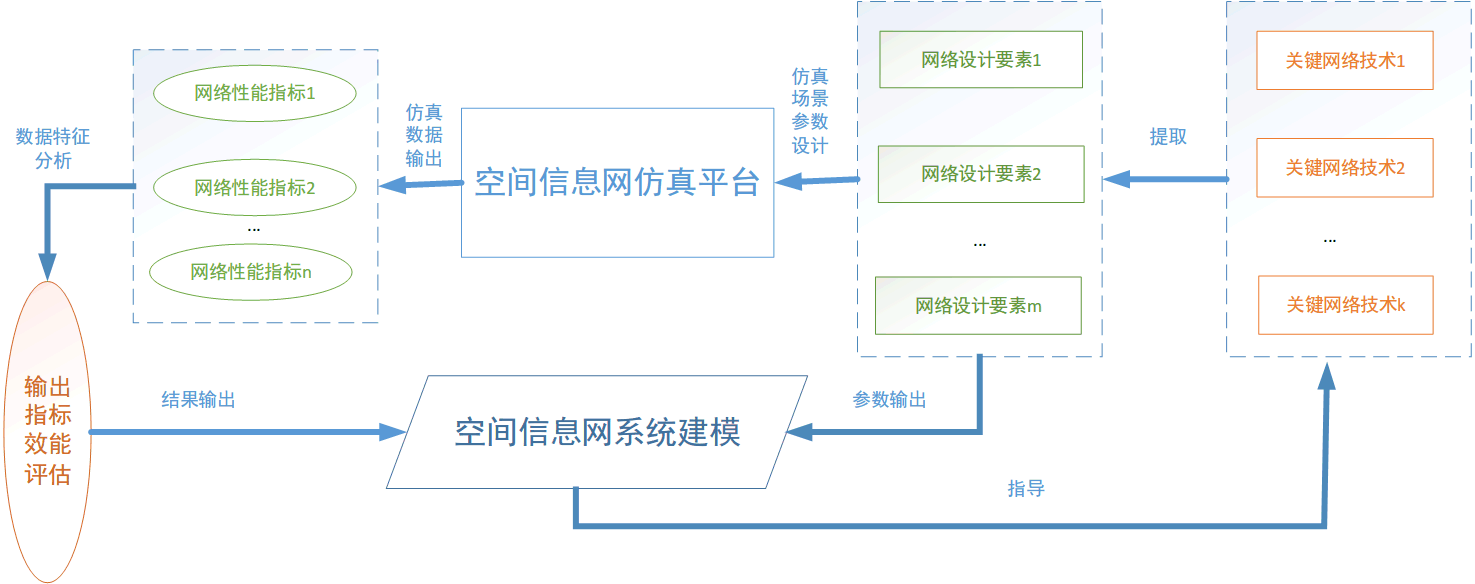 网络性能指标1
网络性能指标2
...
网络性能指标n
数据特征
分析
仿真
数据
输出
空间信息网仿真平台
仿真
场景
参数
设计
网络设计要素1
网络设计要素2
...
网络设计要素m
提取
关键网络技术1
关键网络技术2
...
关键网络技术k
输出
指标
效能
评估
结果输出
空间信息网系统建模
参数输出
指导